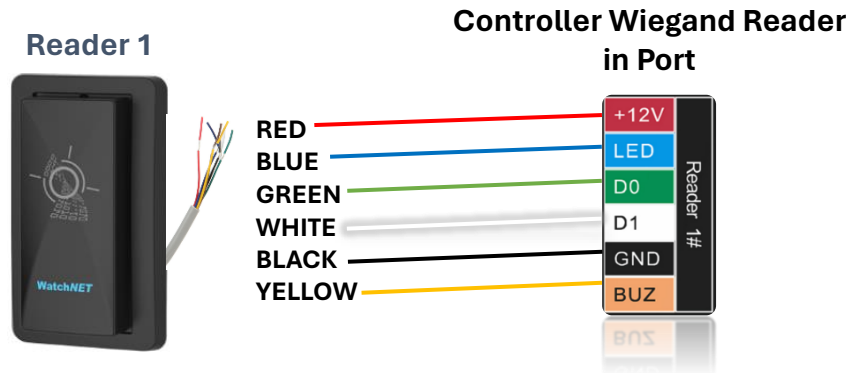 Controller Wiegand Reader
in Port
Reader 1
RED
BLUE
GREEN
WHITE
BLACK
YELLOW
WatchNET
+12V
LED
D0
D1
GND
BUZ
Reader 1#